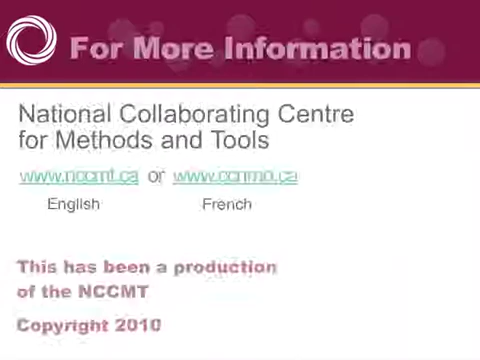 For More Information
National Collaborating Centre
for Methods and Tools
www.nccmt.ca or www.ccnmo.ca
English French
This has been a production
of the NCCMT
Copyright 2010